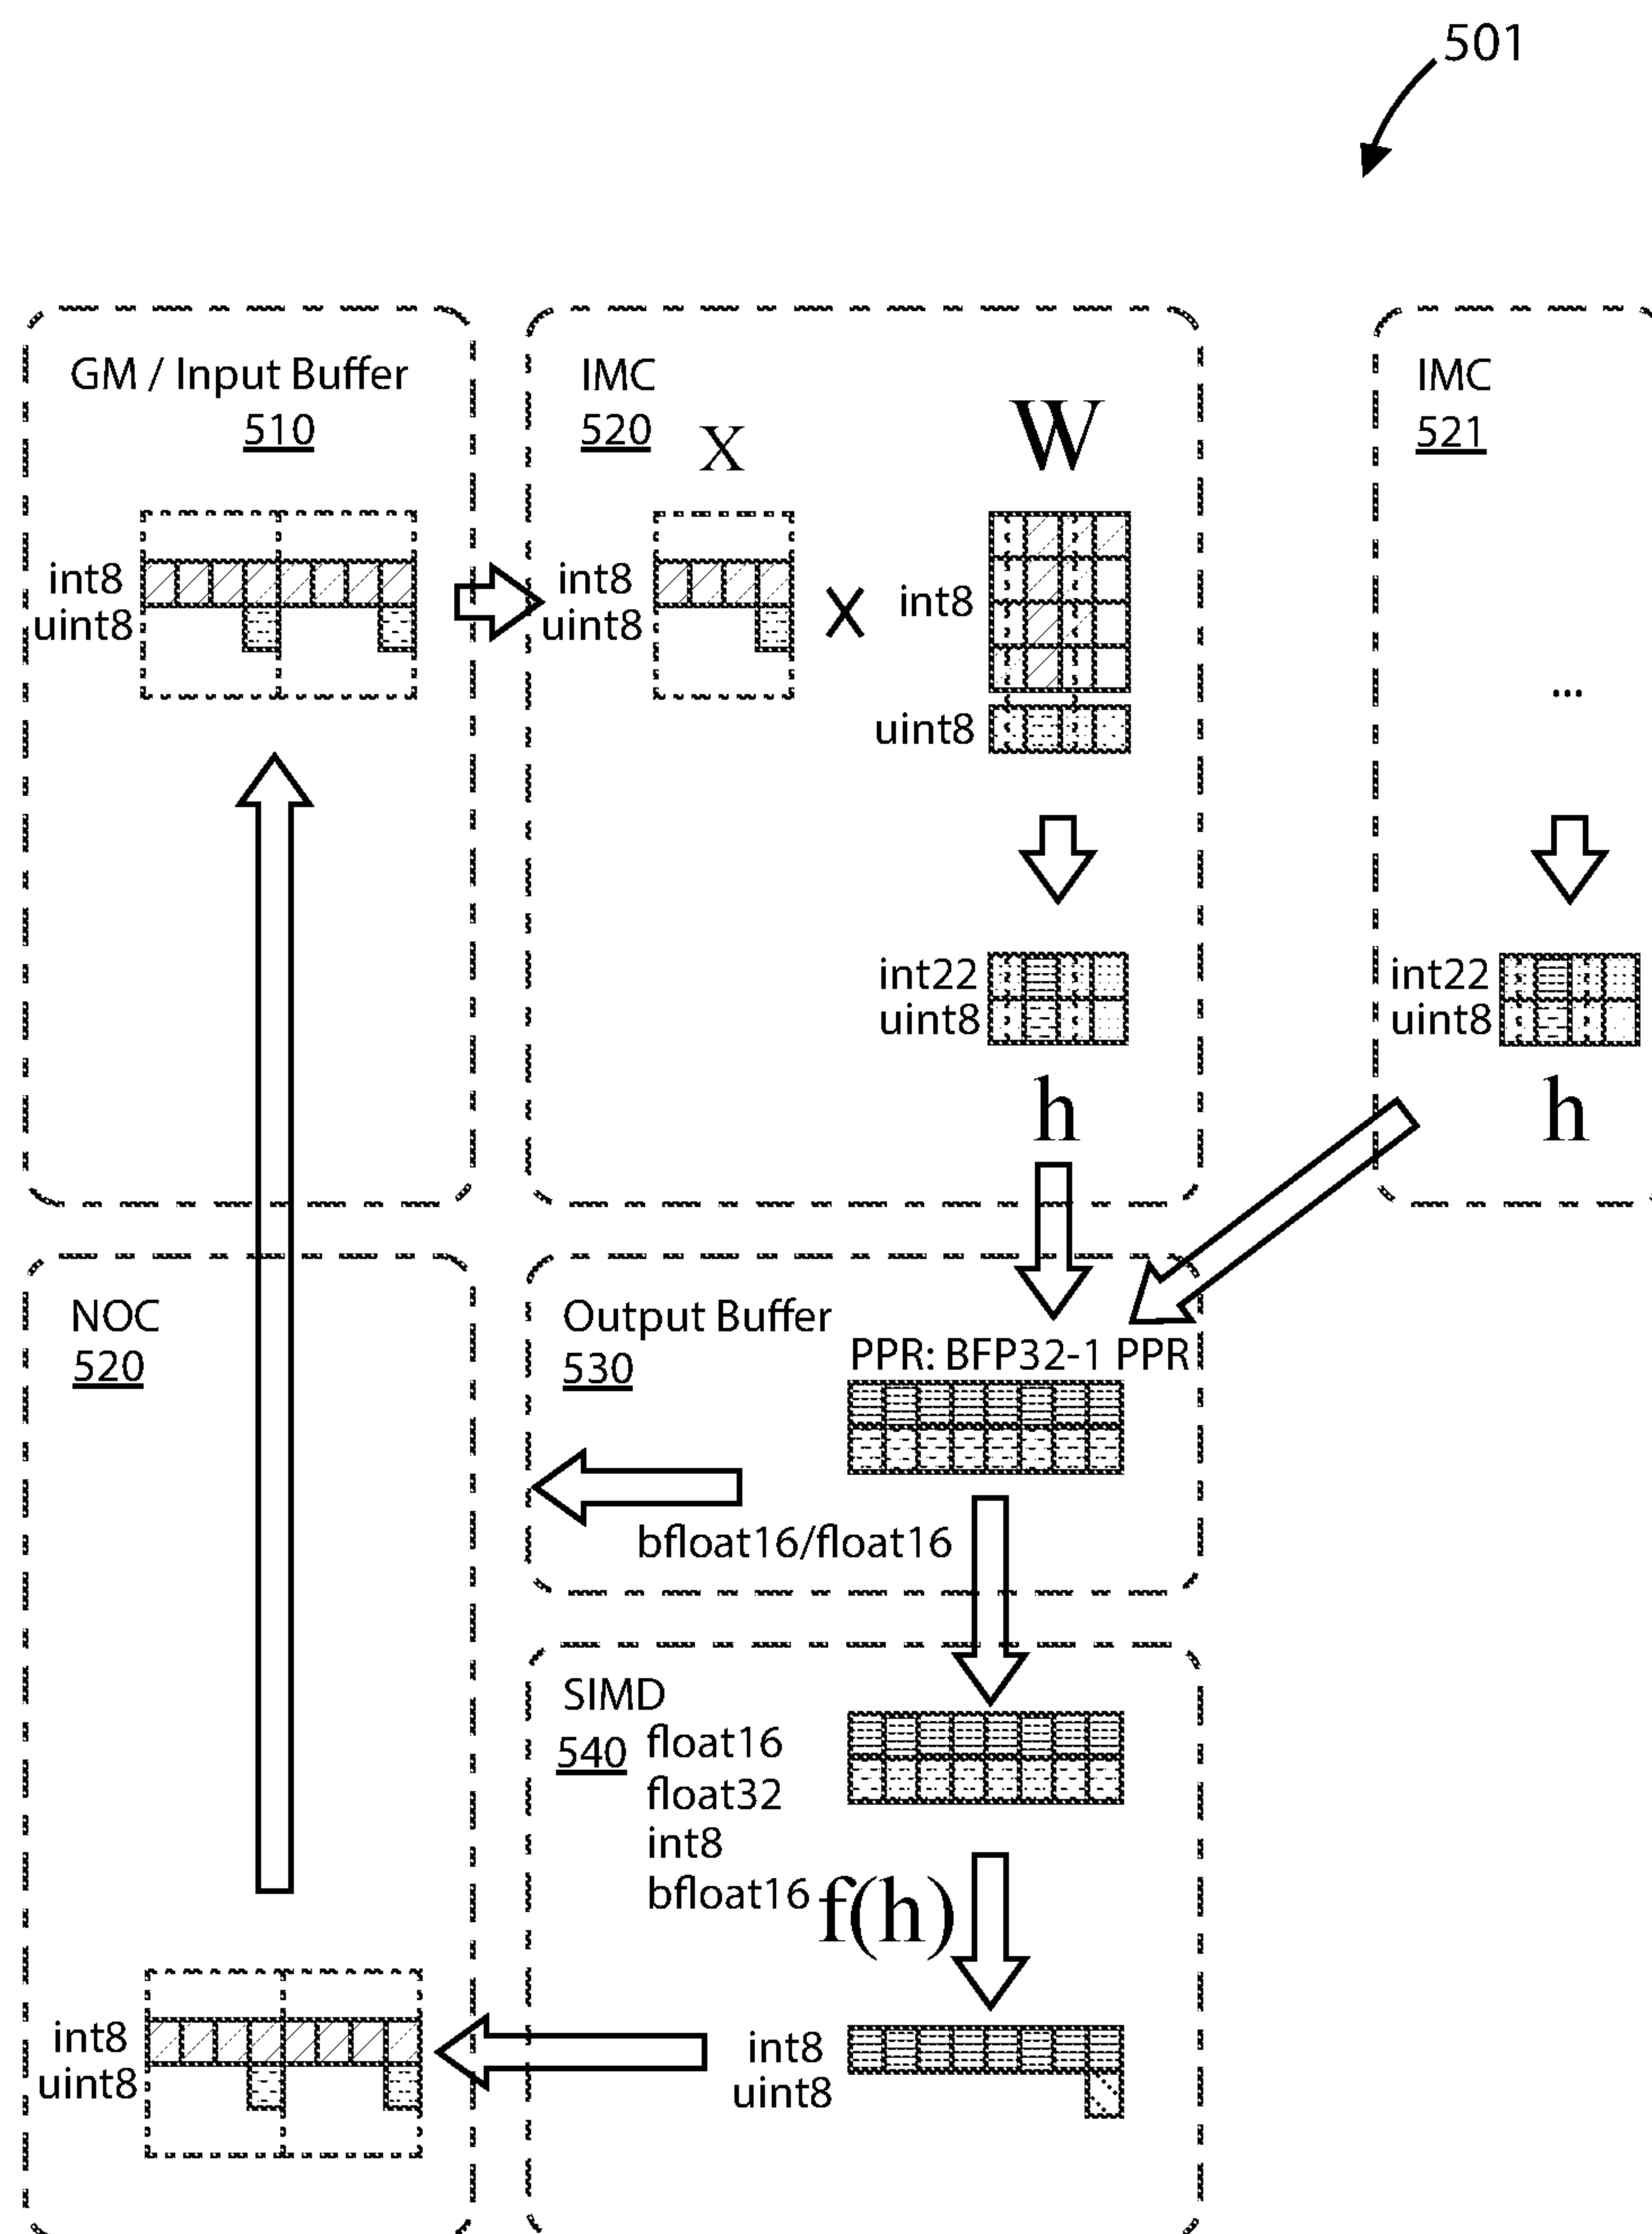 501
GM / Input Buffer
510
int8
uint8
IMC
520
X
W
int8
uint8
X
int8
uint8
int22
uint8
h
IMC
521
...
int22
uint8
h
NOC
520
Output Buffer
530
PPR: BFP32-1 PPR
bfloat16/float16
SIMD
540
float16
float32
int8
bfloat16
f(h)
int8
uint8
int8
uint8